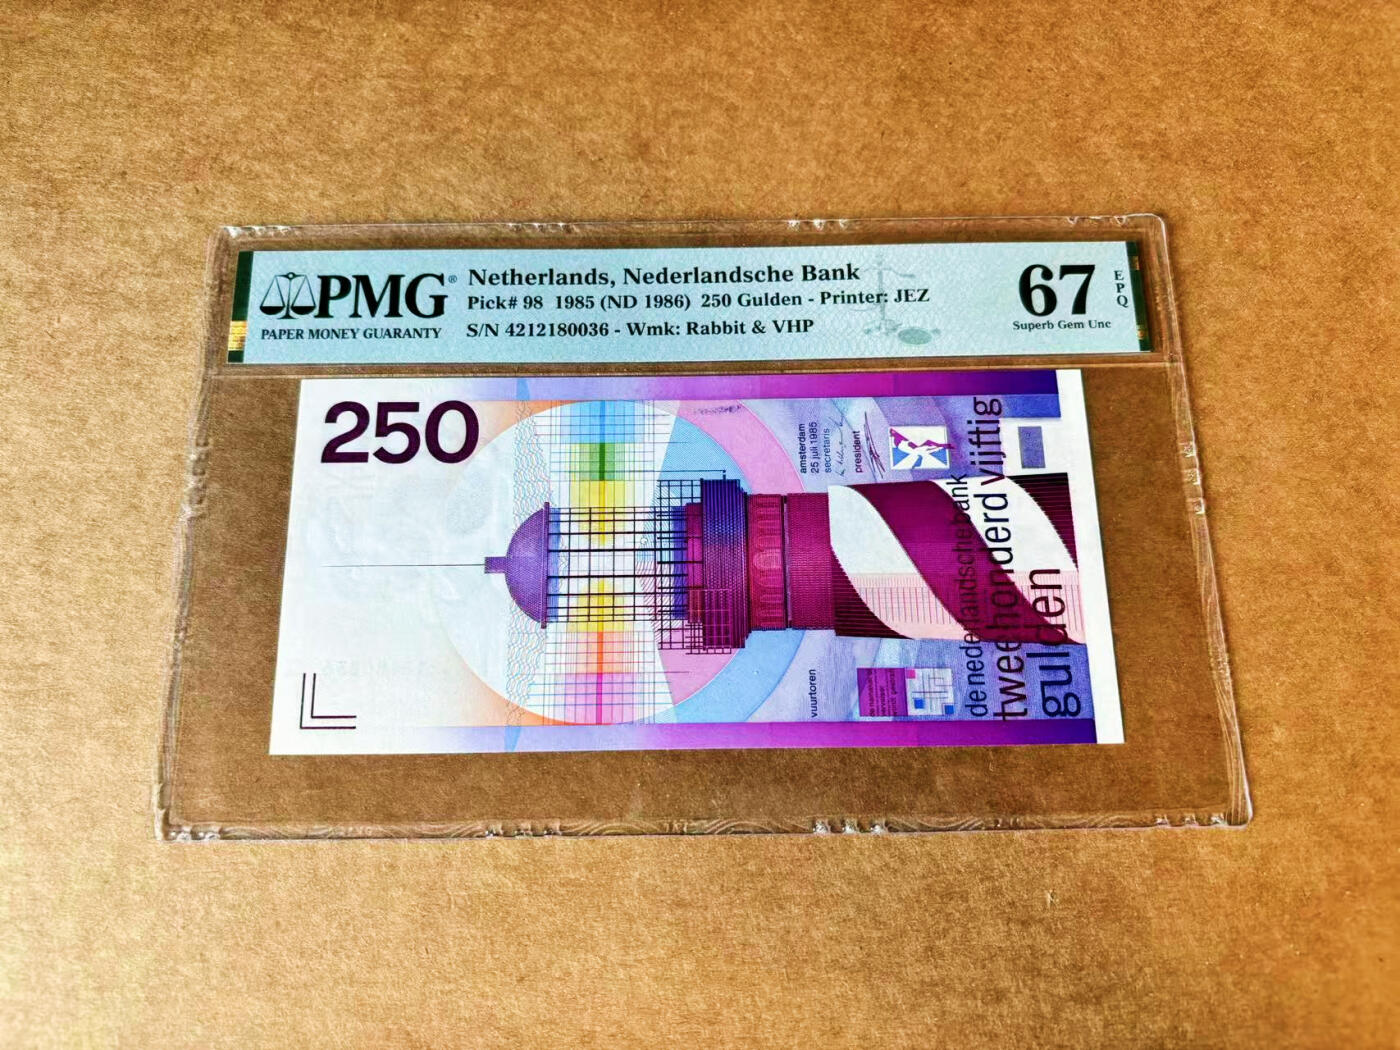 PMG®
PAPER MONEY GUARANTY
Netherlands, Nederlandsche Bank
Pick# 98 1985 (ND 1986) 250 Gulden - Printer: JEZ
S/N 4212180036 - Wmk: Rabbit & VHP
67
EPQ
Superb Gem Unc
250
amsterdam
25 juli 1985
secretaris
president
vuurtoren
de nederlandsche bank
tweehonderd vijftig
gulden